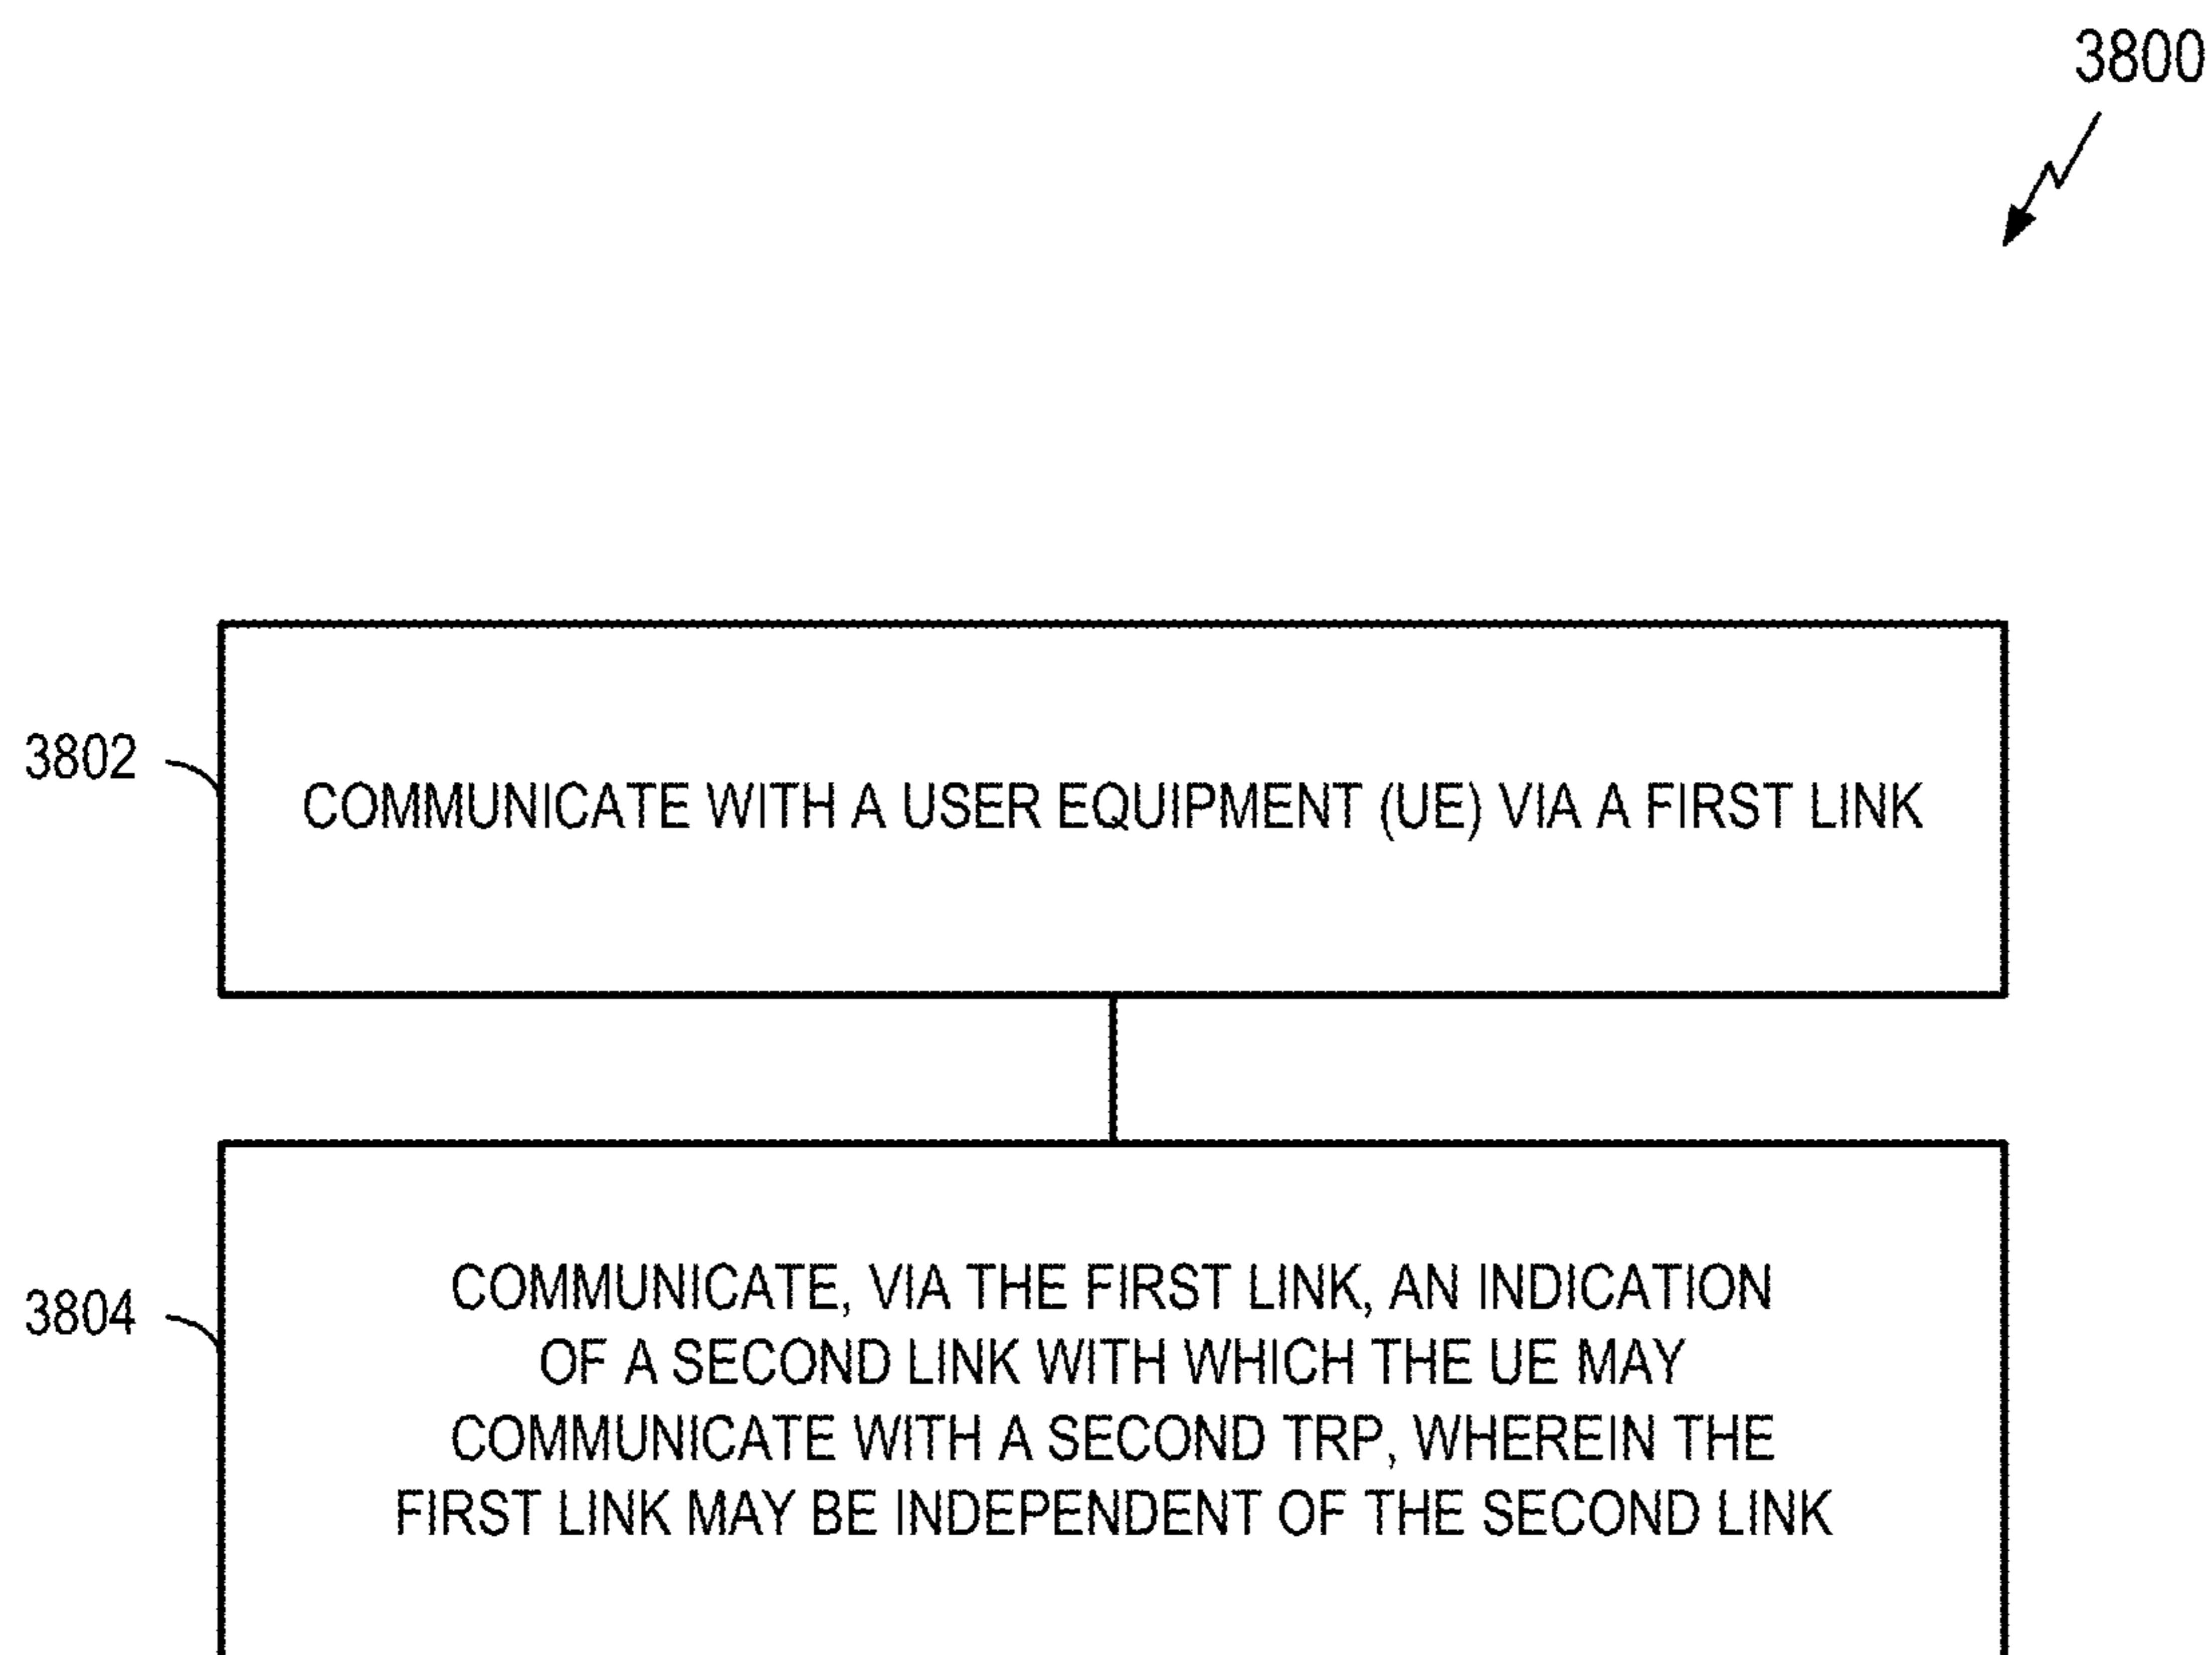 3800
3802
COMMUNICATE WITH A USER EQUIPMENT (UE) VIA A FIRST LINK
3804
COMMUNICATE, VIA THE FIRST LINK, AN INDICATION
OF A SECOND LINK WITH WHICH THE UE MAY
COMMUNICATE WITH A SECOND TRP, WHEREIN THE
FIRST LINK MAY BE INDEPENDENT OF THE SECOND LINK